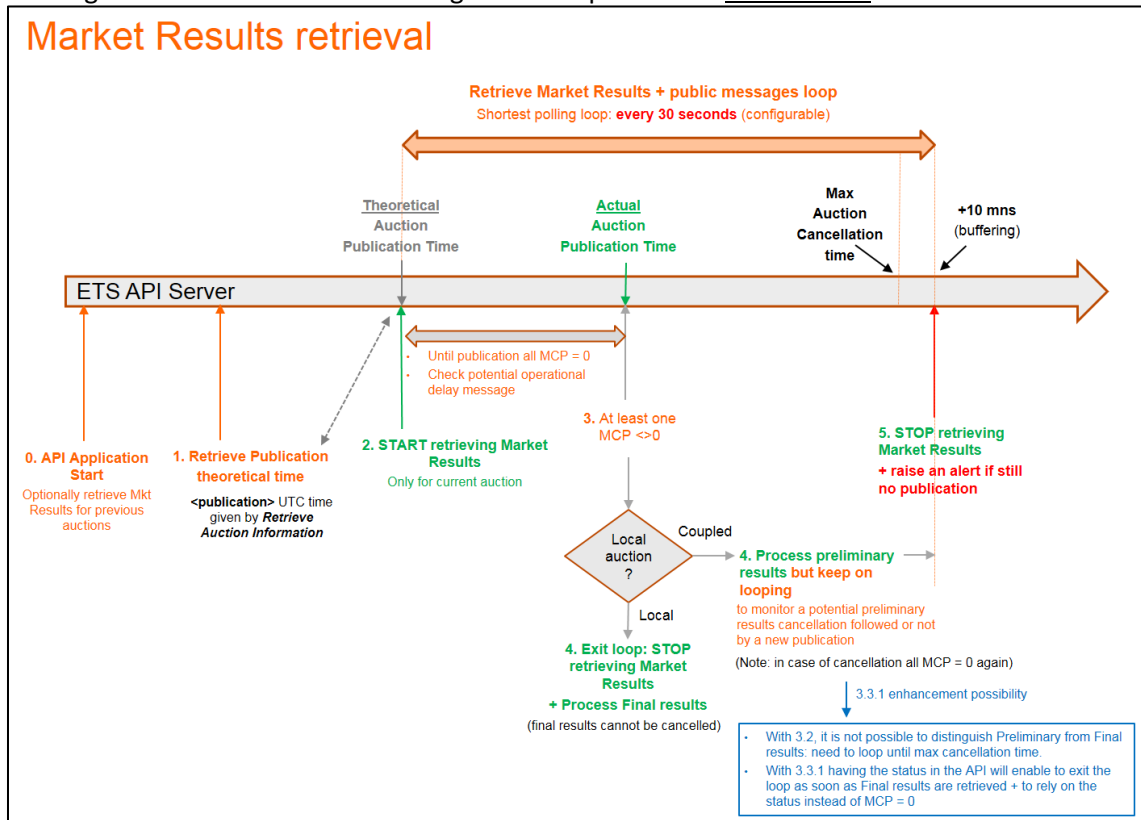 Market Results retrieval
Retrieve Market Results + public messages loop
Shortest polling loop: every 30 seconds (configurable)
Theoretical
Auction
Publication Time
Actual
Auction
Publication Time
Max
Auction
Cancellation
time
+10 mns
(buffering)
ETS API Server
• Until publication all MCP = 0
• Check potential operational
delay message
0. API Application
Start
Optionally retrieve Mkt
Results for previous
auctions
1. Retrieve Publication
theoretical time
<publication> UTC time
given by Retrieve
Auction Information
2. START retrieving Market
Results
Only for current auction
3. At least one
MCP <>0
5. STOP retrieving
Market Results
+ raise an alert if still
no publication
Local
auction
?
Coupled
Local
4. Process preliminary
results but keep on
looping
to monitor a potential preliminary
results cancellation followed or not
by a new publication
(Note: in case of cancellation all MCP = 0 again)
4. Exit loop: STOP
retrieving Market
Results
+ Process Final results
(final results cannot be cancelled)
3.3.1 enhancement possibility
• With 3.2, it is not possible to distinguish Preliminary from Final
results: need to loop until max cancellation time.
• With 3.3.1 having the status in the API will enable to exit the
loop as soon as Final results are retrieved + to rely on the
status instead of MCP = 0